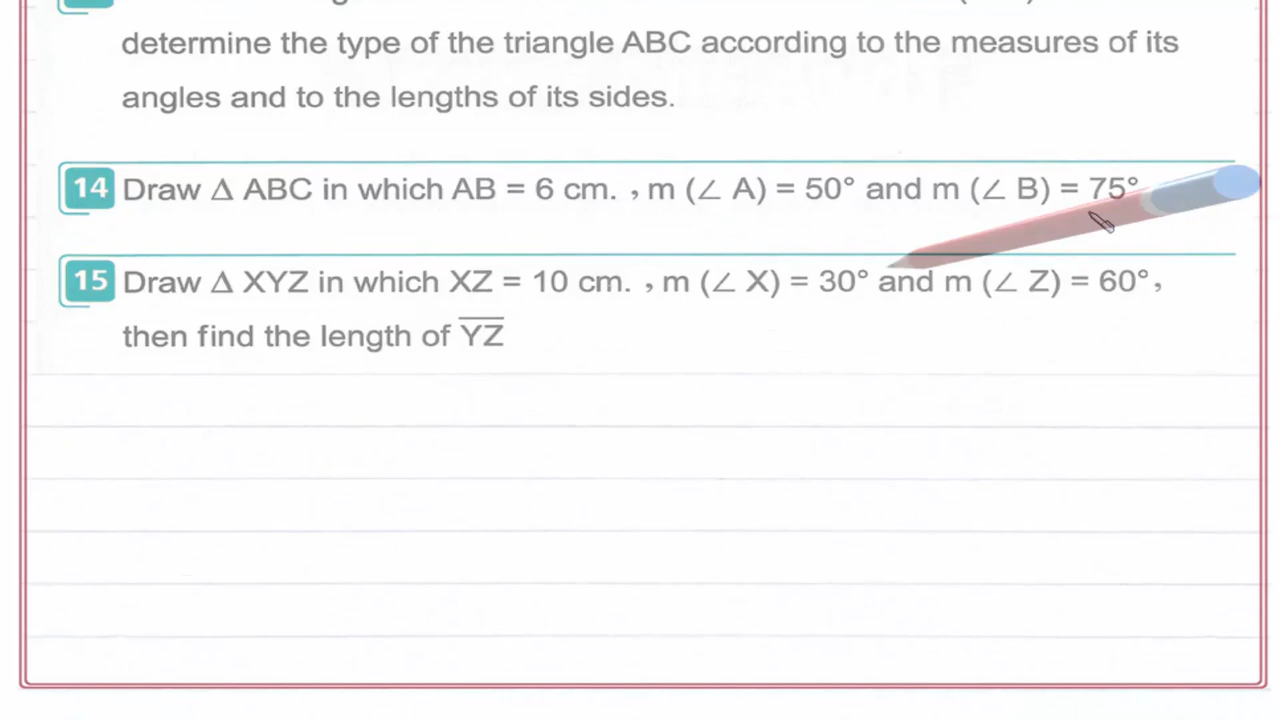 determine the type of the triangle ABC according to the measures of its
angles and to the lengths of its sides.
14 Draw Δ ABC in which AB = 6 cm. , m (∠ A) = 50° and m (∠ B) = 75°
15 Draw Δ XYZ in which XZ = 10 cm. , m (∠ X) = 30° and m (∠ Z) = 60°,
then find the length of Y͞Z͞